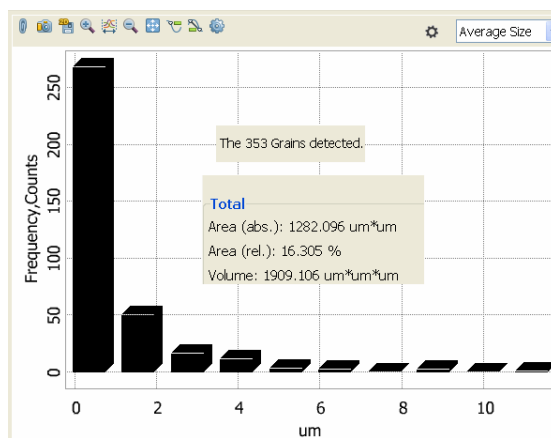 Average Size
250
200
150
100
50
0
Frequency,Counts
The 353 Grains detected.
Total
Area (abs.): 1282.096 um*um
Area (rel.): 16.305 %
Volume: 1909.106 um*um*um
0 2 4 6 8 10
um